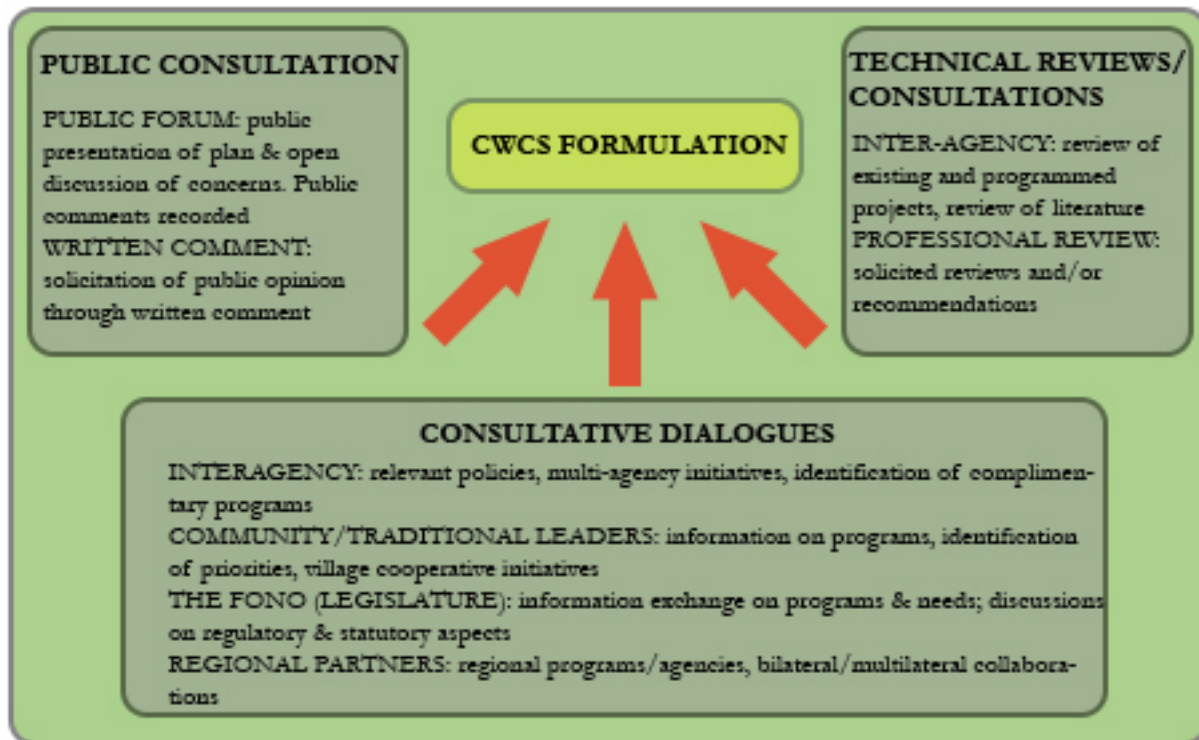 PUBLIC CONSULTATION
PUBLIC FORUM: public
presentation of plan & open
discussion of concerns. Public
comments recorded
WRITTEN COMMENT:
solicitation of public opinion
through written comment
CWCS FORMULATION
TECHNICAL REVIEWS/
CONSULTATIONS
INTER-AGENCY: review of
existing and programmed
projects, review of literature
PROFESSIONAL REVIEW:
solicited reviews and/or
recommendations
CONSULTATIVE DIALOGUES
INTERAGENCY: relevant policies, multi-agency initiatives, identification of complimen-
tary programs
COMMUNITY/TRADITIONAL LEADERS: information on programs, identification
of priorities, village cooperative initiatives
THE FONO (LEGISLATURE): information exchange on programs & needs; discussions
on regulatory & statutory aspects
REGIONAL PARTNERS: regional programs/agencies, bilateral/multilateral collabora-
tions